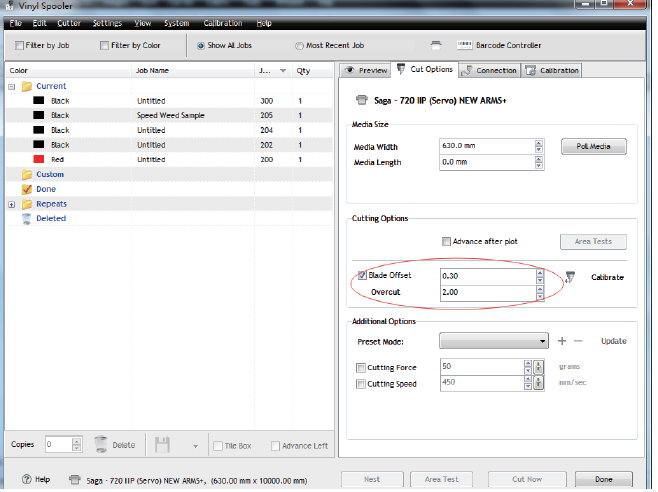 Vinyl Spooler
File Edit Cutter Settings View System Calibration Help
Filter by Job Filter by Color Show All Jobs Most Recent Job Barcode Controller
Color Job Name J... Qty
Current
Black Untitled 300 1
Black Speed Weed Sample 205 1
Black Untitled 204 1
Black Untitled 202 1
Red Untitled 200 1
Custom
Done
Repeats
Deleted
Preview Cut Options Connection Calibration
Saga - 720 IIP (Servo) NEW ARMS+
Media Size
Media Width 630.0 mm Poll Media
Media Length 0.0 mm
Cutting Options
Advance after plot Area Tests
Blade Offset 0.30 Calibrate
Overcut 2.00
Additional Options
Preset Mode: Update
Cutting Force 50 grams
Cutting Speed 450 mm/sec
Copies 0 Delete Tile Box Advance Left
Help Saga - 720 IIP (Servo) NEW ARMS+, (630.00 mm x 10000.00 mm) Nest Area Test Cut Now Done